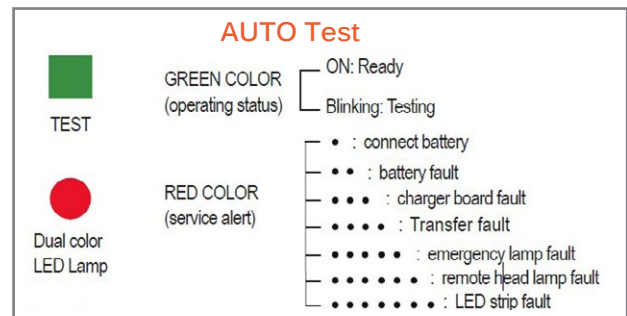 AUTO Test
GREEN COLOR
(operating status)
ON: Ready
Blinking: Testing
TEST
RED COLOR
(service alert)
• : connect battery
• • : battery fault
• • • : charger board fault
• • • • : Transfer fault
• • • • • : emergency lamp fault
• • • • • • : remote head lamp fault
• • • • • • • : LED strip fault
Dual color
LED Lamp